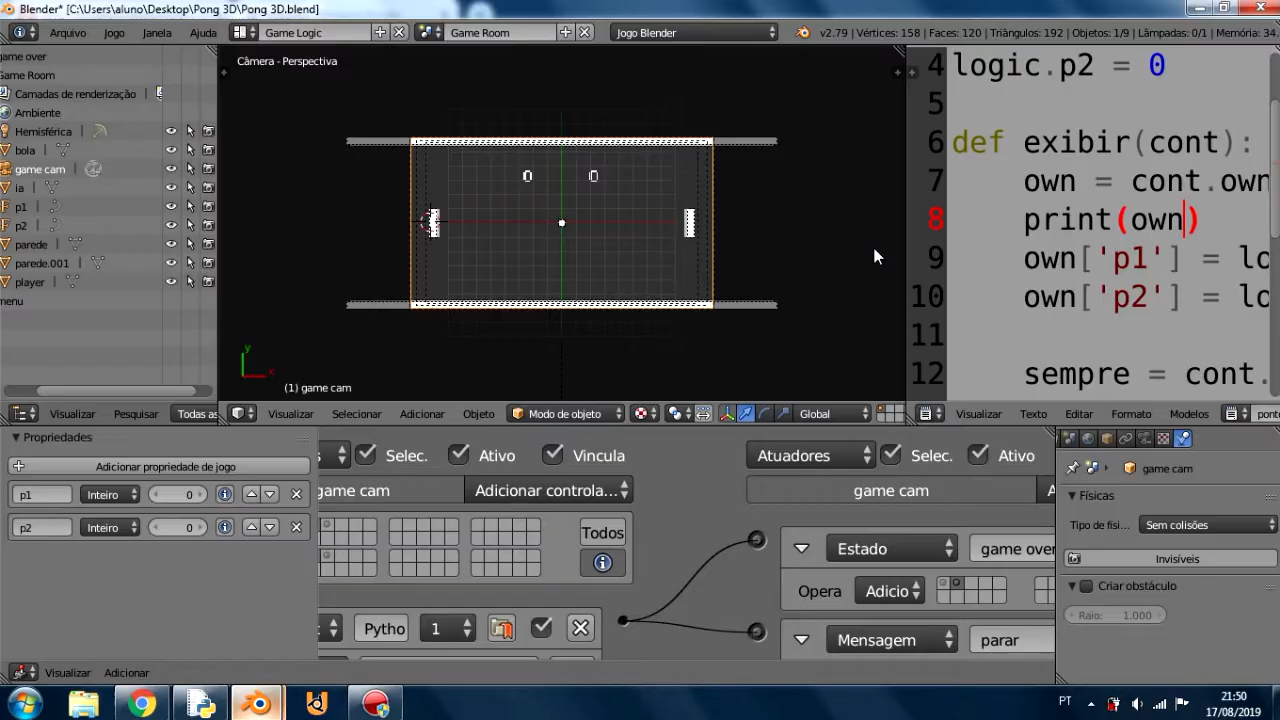 Blender* [C:\Users\aluno\Desktop\Pong 3D\Pong 3D.blend]
Arquivo Jogo Janela Ajuda Game Logic Game Room Jogo Blender v2.79 | Vértices:158 | Faces:120 | Triângulos:192 | Objetos:1/9 | Lâmpadas:0/1 | Memória:34.
game over
Game Room
Camadas de renderização
Ambiente
Hemisférica
bola
game cam
ia
p1
p2
parede
parede.001
player
menu
Visualizar Pesquisar Todas as
Câmera - Perspectiva
0 0
y
x
(1) game cam
Visualizar Selecionar Adicionar Objeto Modo de objeto Global
4 logic.p2 = 0
5
6 def exibir(cont):
7 own = cont.own
8 print(own)
9 own['p1'] = lo
10 own['p2'] = lo
11
12 sempre = cont.
Visualizar Texto Editar Formato Modelos ponto
Propriedades
Adicionar propriedade de jogo
p1 Inteiro 0
p2 Inteiro 0
s Selec. Ativo Vincula
game cam Adicionar controla...
Todos
Pytho 1
Atuadores Selec. Ativo
game cam A
Estado game over
Opera Adicio
Mensagem parar
Visualizar Adicionar
game cam
Físicas
Tipo de físi... Sem colisões
Invisíveis
Criar obstáculo
Raio: 1.000
PT
21:50
17/08/2019